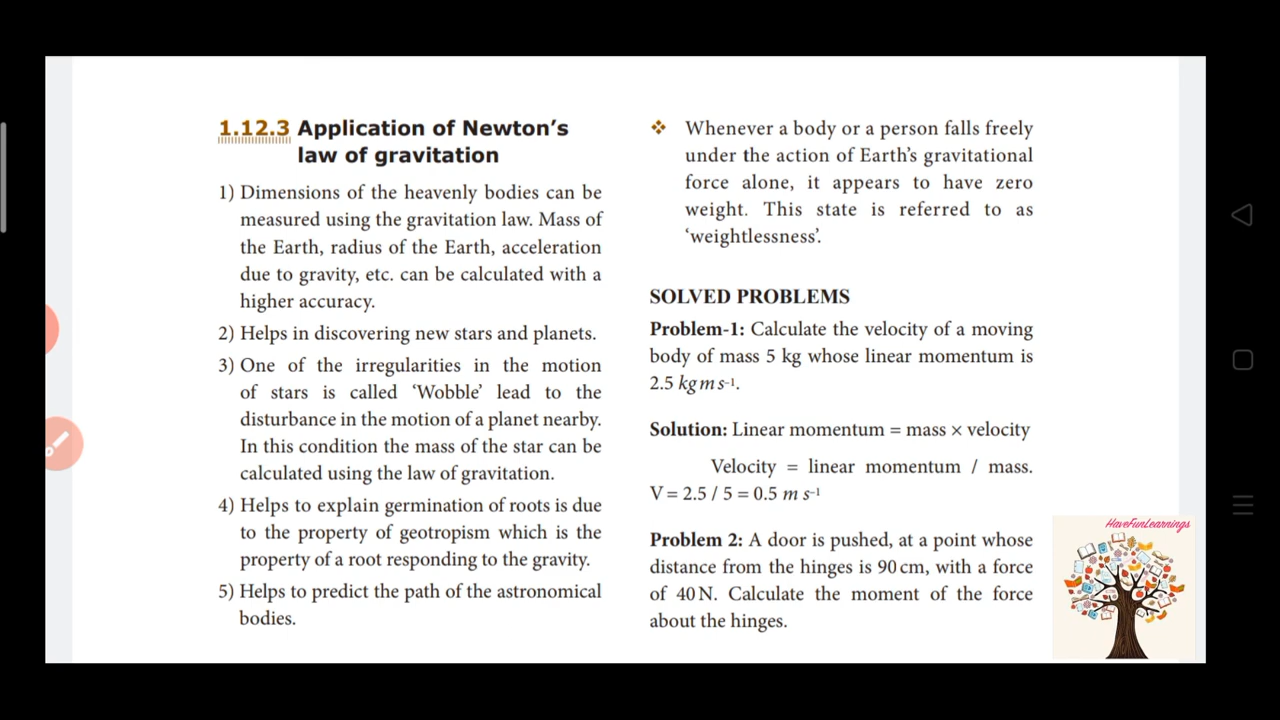 1.12.3 Application of Newton’s
law of gravitation
1) Dimensions of the heavenly bodies can be
measured using the gravitation law. Mass of
the Earth, radius of the Earth, acceleration
due to gravity, etc. can be calculated with a
higher accuracy.
2) Helps in discovering new stars and planets.
3) One of the irregularities in the motion
of stars is called ‘Wobble’ lead to the
disturbance in the motion of a planet nearby.
In this condition the mass of the star can be
calculated using the law of gravitation.
4) Helps to explain germination of roots is due
to the property of geotropism which is the
property of a root responding to the gravity.
5) Helps to predict the path of the astronomical
bodies.
❖ Whenever a body or a person falls freely
under the action of Earth’s gravitational
force alone, it appears to have zero
weight. This state is referred to as
‘weightlessness’.
SOLVED PROBLEMS
Problem-1: Calculate the velocity of a moving
body of mass 5 kg whose linear momentum is
2.5 kg m s⁻¹.
Solution: Linear momentum = mass × velocity
Velocity = linear momentum / mass.
V = 2.5 / 5 = 0.5 m s⁻¹
Problem 2: A door is pushed, at a point whose
distance from the hinges is 90 cm, with a force
of 40 N. Calculate the moment of the force
about the hinges.
HaveFunLearnings